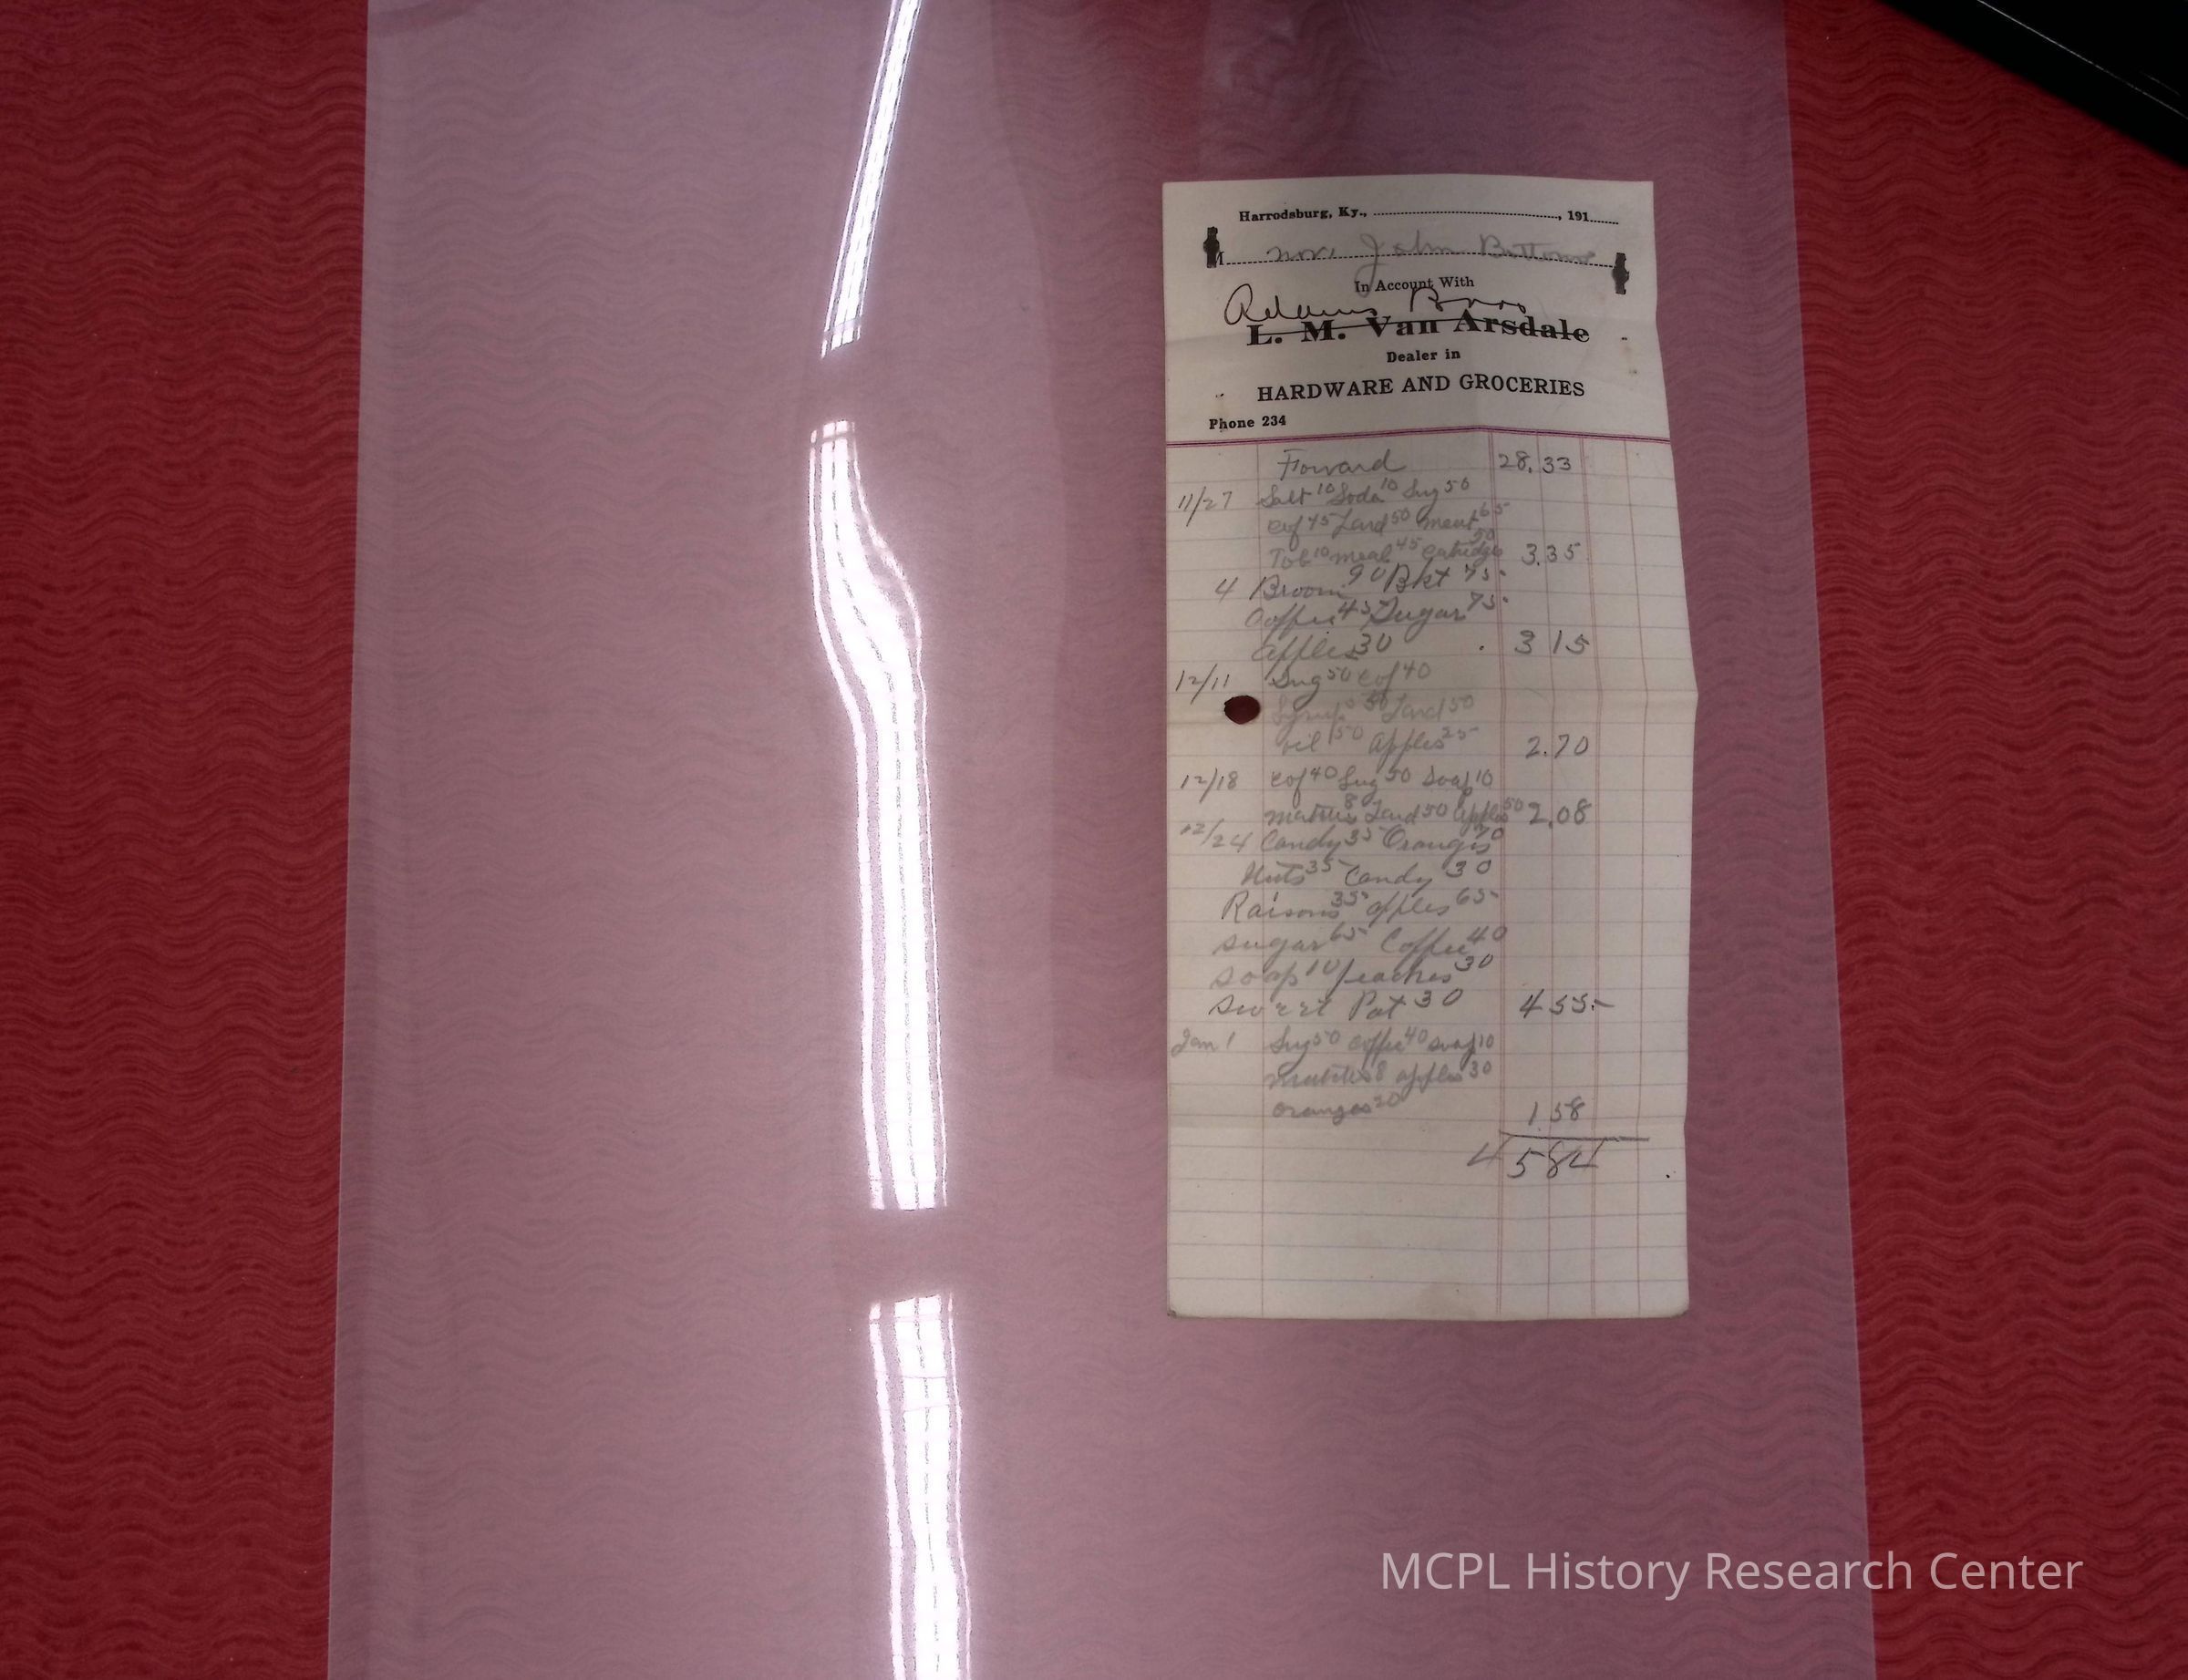 Harrodsburg, Ky., ......, 191......
M mrs. John Bottoms
In Account With
Adams Bros
L. M. Van Arsdale
Dealer in
HARDWARE AND GROCERIES
Phone 234
Forward 28.33
11/27 Salt 10 Soda 10 Sug 50
Cof 45 Lard 50 meat 65
Tob 10 meal 45 Catridges 50 3.35
4 Broom 90 Bkt 75
Coffee 45 Sugar 75
apples 30 3 15
12/11 Sug 50 Cof 40
Syrup Lard 50
oil apples 25 2.70
12/18 Cof 40 Sug 50 Soap 10
matches 8 Lard 50 Apples 50 2.08
12/24 Candy 35 Oranges 70
Nuts 35 Candy 30
Raisons 35 apples 65
sugar 65 Coffee 40
soap 10 peaches 30
sweet Pot 30 4 55
Jan 1 Sug 50 coffee 40 soap 10
matches 8 apples 30
oranges 20 1 58
45 84
MCPL History Research Center